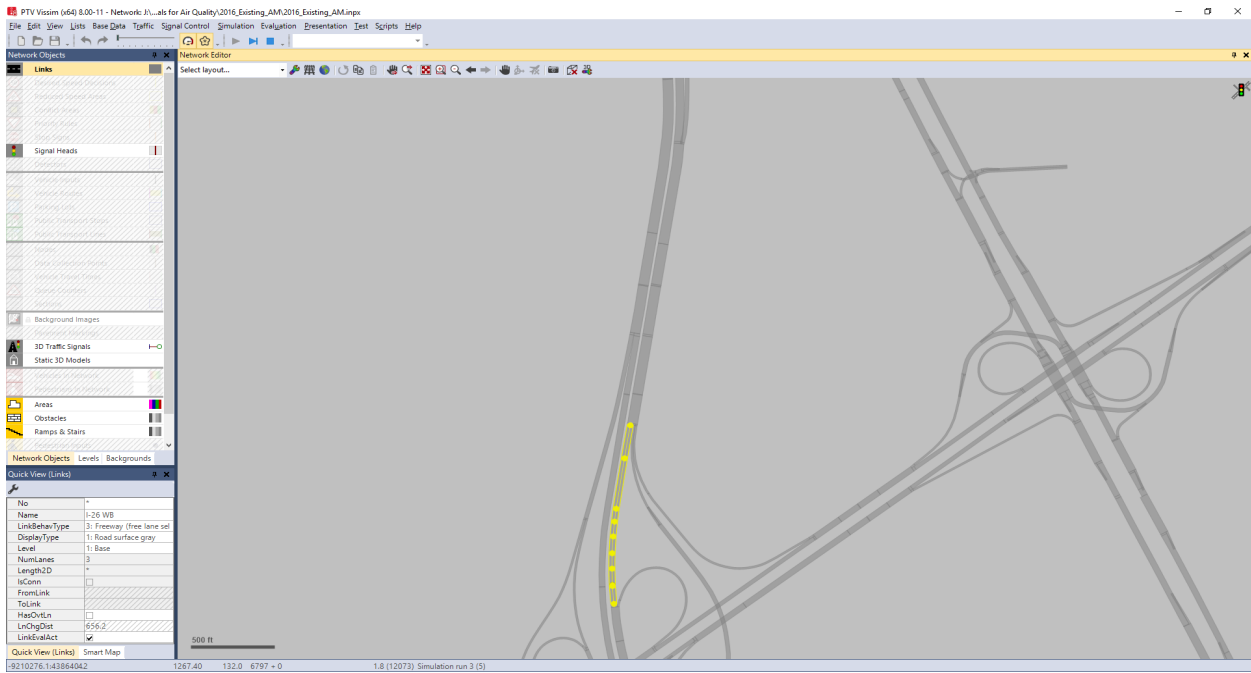 PTV Vissim (x64) 8.00-11 - Network: J:\...als for Air Quality\2016_Existing_AM\2016_Existing_AM.inpx
File Edit View Lists Base Data Traffic Signal Control Simulation Evaluation Presentation Test Scripts Help
Network Objects
Network Editor
Links
Select layout...
Signal Heads
Background Images
3D Traffic Signals
Static 3D Models
Areas
Obstacles
Ramps & Stairs
Network Objects Levels Backgrounds
Quick View (Links)
No *
Name I-26 WB
LinkBehavType 3: Freeway (free lane sel
DisplayType 1: Road surface gray
Level 1: Base
NumLanes 3
Length2D *
IsConn
FromLink
ToLink
HasOvtLn
LnChgDist 656.2
LinkEvalAct
500 ft
Quick View (Links) Smart Map
-9210276.1:4386404.2 1267.40 132.0 6797 + 0 1.8 (12073) Simulation run 3 (5)